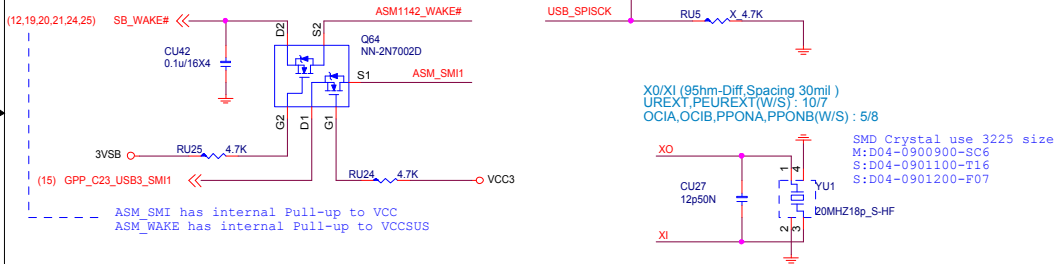 ASM1142_WAKE#
(12,19,20,21,24,25) SB_WAKE#
D2
S2
Q64
NN-2N7002D
CU42
0.1u/16X4
S1
ASM_SMI1
G2
D1
G1
3VSB
RU25
4.7K
(15) GPP_C23_USB3_SMI1
RU24
4.7K
VCC3
ASM_SMI has internal Pull-up to VCC
ASM_WAKE has internal Pull-up to VCCSUS
USB_SPISCK
RU5
X_4.7K
X0/XI (95hm-Diff,Spacing 30mil )
UREXT,PEUREXT(W/S) : 10/7
OCIA,OCIB,PPONA,PPONB(W/S) : 5/8
SMD Crystal use 3225 size
M:D04-0900900-SC6
S:D04-0901100-T16
S:D04-0901200-F07
XO
1
4
CU27
12p50N
YU1
20MHZ18p_S-HF
XI
2
3